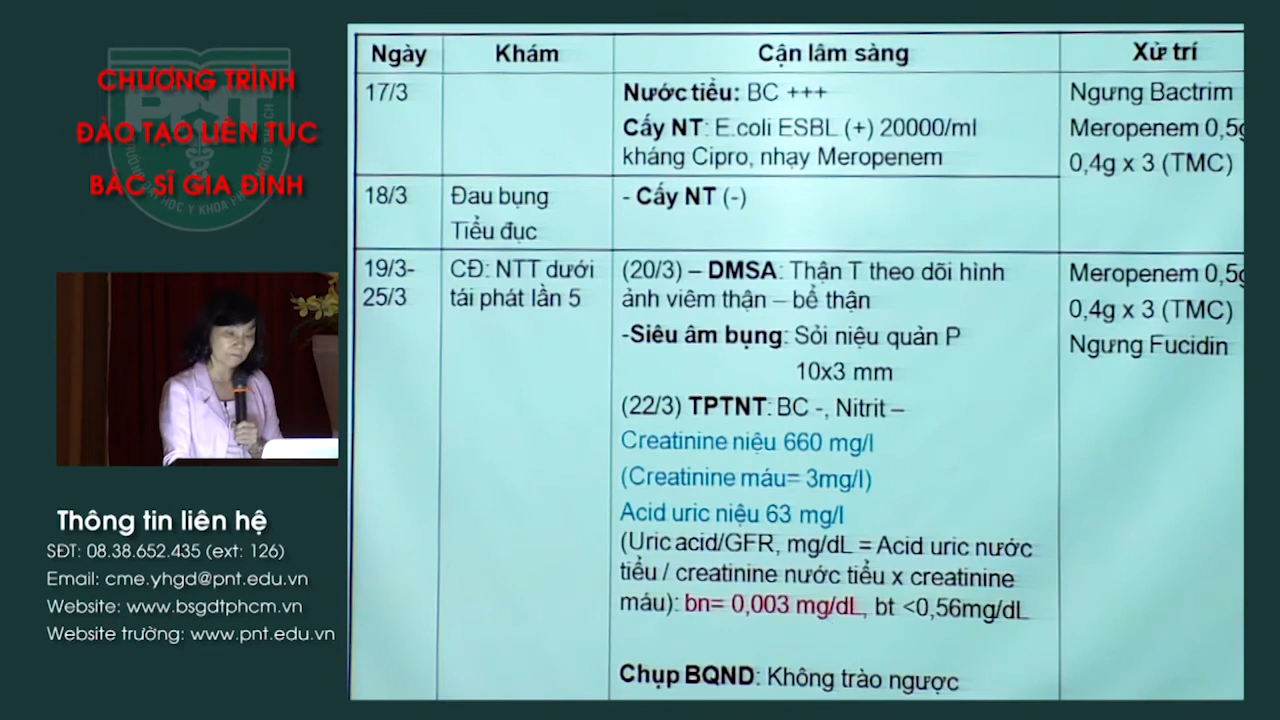 CHƯƠNG TRÌNH
ĐÀO TẠO LIÊN TỤC
BÁC SĨ GIA ĐÌNH
Thông tin liên hệ
SĐT: 08.38.652.435 (ext: 126)
Email: cme.yhgd@pnt.edu.vn
Website: www.bsgdtphcm.vn
Website trường: www.pnt.edu.vn
Ngày Khám Cận lâm sàng Xử trí
17/3 Nước tiểu: BC +++ Ngưng Bactrim
Cấy NT: E.coli ESBL (+) 20000/ml Meropenem 0,5g
kháng Cipro, nhạy Meropenem 0,4g x 3 (TMC)
18/3 Đau bụng - Cấy NT (-)
Tiểu đục
19/3- CĐ: NTT dưới (20/3) – DMSA: Thận T theo dõi hình Meropenem 0,5g
25/3 tái phát lần 5 ảnh viêm thận – bể thận 0,4g x 3 (TMC)
-Siêu âm bụng: Sỏi niệu quản P Ngưng Fucidin
10x3 mm
(22/3) TPTNT: BC -, Nitrit –
Creatinine niệu 660 mg/l
(Creatinine máu= 3mg/l)
Acid uric niệu 63 mg/l
(Uric acid/GFR, mg/dL = Acid uric nước
tiểu / creatinine nước tiểu x creatinine
máu): bn= 0,003 mg/dL, bt <0,56mg/dL
Chụp BQND: Không trào ngược